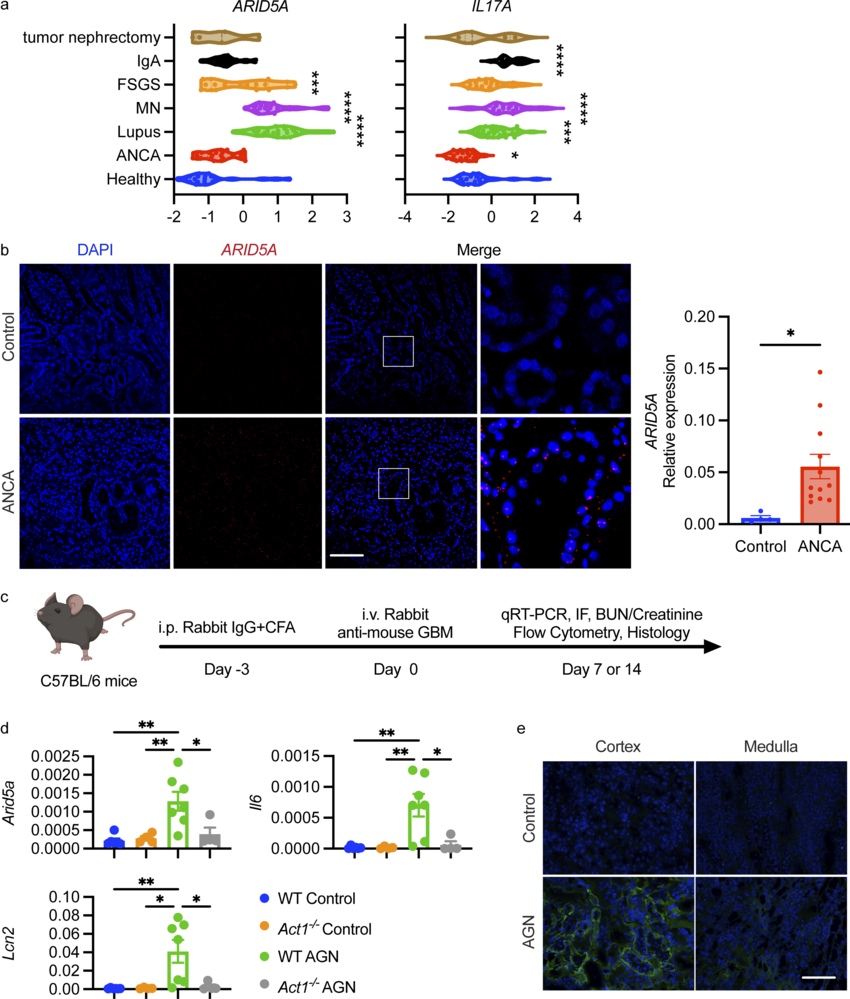 a
ARID5A
IL17A
tumor nephrectomy
IgA
FSGS
MN
Lupus
ANCA
Healthy
***
****
****
****
****
***
*
-2 -1 0 1 2 3
-4 -2 0 2 4
b
DAPI
ARID5A
Merge
Control
ANCA
ARID5A
Relative expression
0.20
0.15
0.10
0.05
0.00
*
Control ANCA
c
C57BL/6 mice
i.p. Rabbit IgG+CFA
Day -3
i.v. Rabbit
anti-mouse GBM
Day 0
qRT-PCR, IF, BUN/Creatinine
Flow Cytometry, Histology
Day 7 or 14
d
Arid5a
0.0025
0.0020
0.0015
0.0010
0.0005
0.0000
**
** *
Il6
0.0015
0.0010
0.0005
0.0000
**
** *
Lcn2
0.10
0.08
0.06
0.04
0.02
0.00
**
* *
WT Control
Act1-/- Control
WT AGN
Act1-/- AGN
e
Cortex
Medulla
Control
AGN